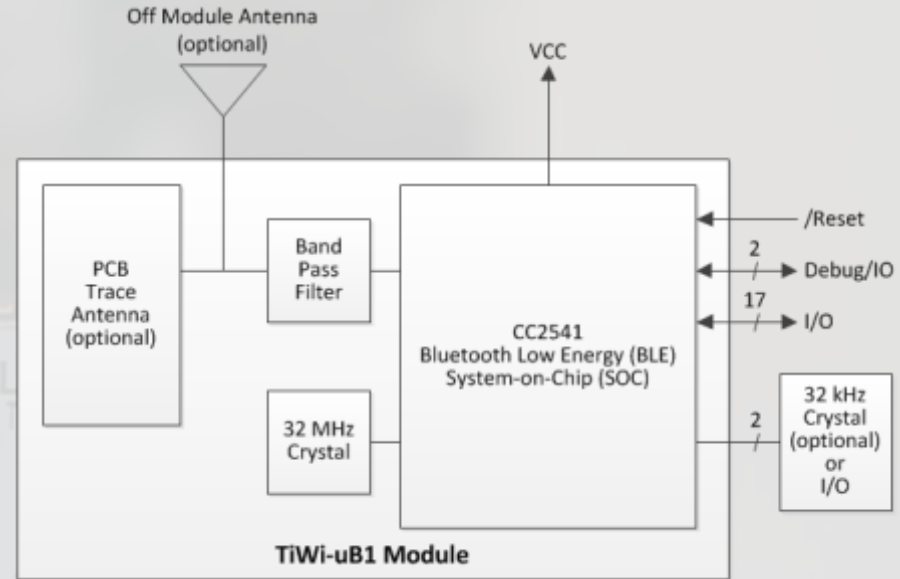 Off Module Antenna
(optional)
VCC
PCB
Trace
Antenna
(optional)
Band
Pass
Filter
32 MHz
Crystal
CC2541
Bluetooth Low Energy (BLE)
System-on-Chip (SOC)
/Reset
2
Debug/IO
17
I/O
2
32 kHz
Crystal
(optional)
or
I/O
TiWi-uB1 Module